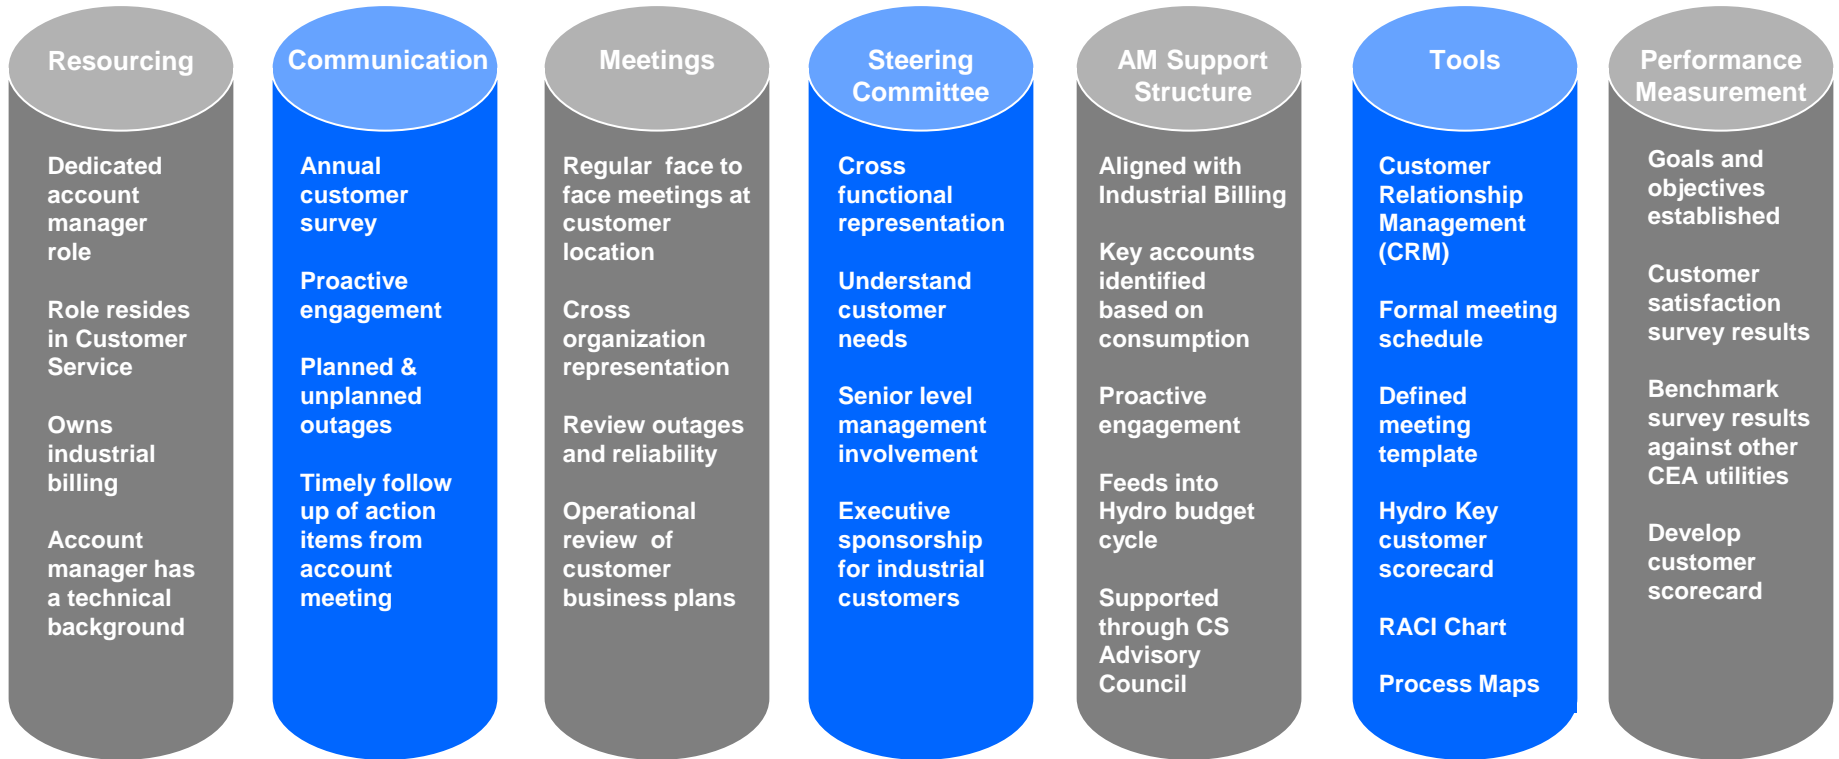 Resourcing
Dedicated
account
manager
role
Role resides
in Customer
Service
Owns
industrial
billing
Account
manager has
a technical
background
Communication
Annual
customer
survey
Proactive
engagement
Planned &
unplanned
outages
Timely follow
up of action
items from
account
meeting
Meetings
Regular face to
face meetings at
customer
location
Cross
organization
representation
Review outages
and reliability
Operational
review of
customer
business plans
Steering
Committee
Cross
functional
representation
Understand
customer
needs
Senior level
management
involvement
Executive
sponsorship
for industrial
customers
AM Support
Structure
Aligned with
Industrial Billing
Key accounts
identified
based on
consumption
Proactive
engagement
Feeds into
Hydro budget
cycle
Supported
through CS
Advisory
Council
Tools
Customer
Relationship
Management
(CRM)
Formal meeting
schedule
Defined
meeting
template
Hydro Key
customer
scorecard
RACI Chart
Process Maps
Performance
Measurement
Goals and
objectives
established
Customer
satisfaction
survey results
Benchmark
survey results
against other
CEA utilities
Develop
customer
scorecard